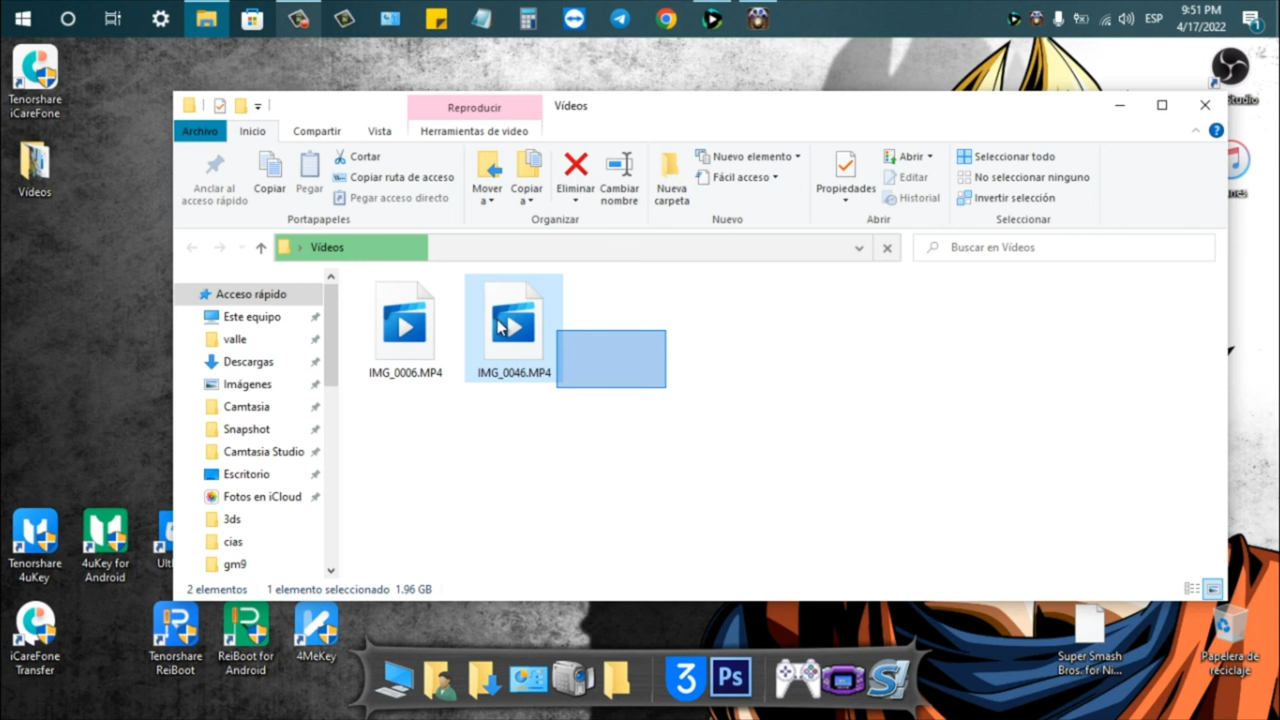 ESP
9:51 PM
4/17/2022
1
Tenorshare
iCareFone
Vídeos
Studio
Reproducir
Vídeos
Archivo
Inicio
Compartir
Vista
Herramientas de video
Anclar al
acceso rápido
Copiar
Pegar
Cortar
Copiar ruta de acceso
Pegar acceso directo
Portapapeles
Mover
a
Copiar
a
Eliminar
Cambiar
nombre
Organizar
Nueva
carpeta
Nuevo elemento
Fácil acceso
Nuevo
Propiedades
Abrir
Editar
Historial
Abrir
Seleccionar todo
No seleccionar ninguno
Invertir selección
Seleccionar
Vídeos
Buscar en Vídeos
Acceso rápido
Este equipo
valle
Descargas
Imágenes
Camtasia
Snapshot
Camtasia Studio
Escritorio
Fotos en iCloud
3ds
cias
gm9
IMG_0006.MP4
IMG_0046.MP4
2 elementos
1 elemento seleccionado 1.96 GB
Tenorshare
4uKey
4uKey for
Android
iCareFone
Transfer
Tenorshare
ReiBoot
ReiBoot for
Android
4MeKey
3
Ps
Super Smash
Bros. for Ni...
Papelera de
reciclaje